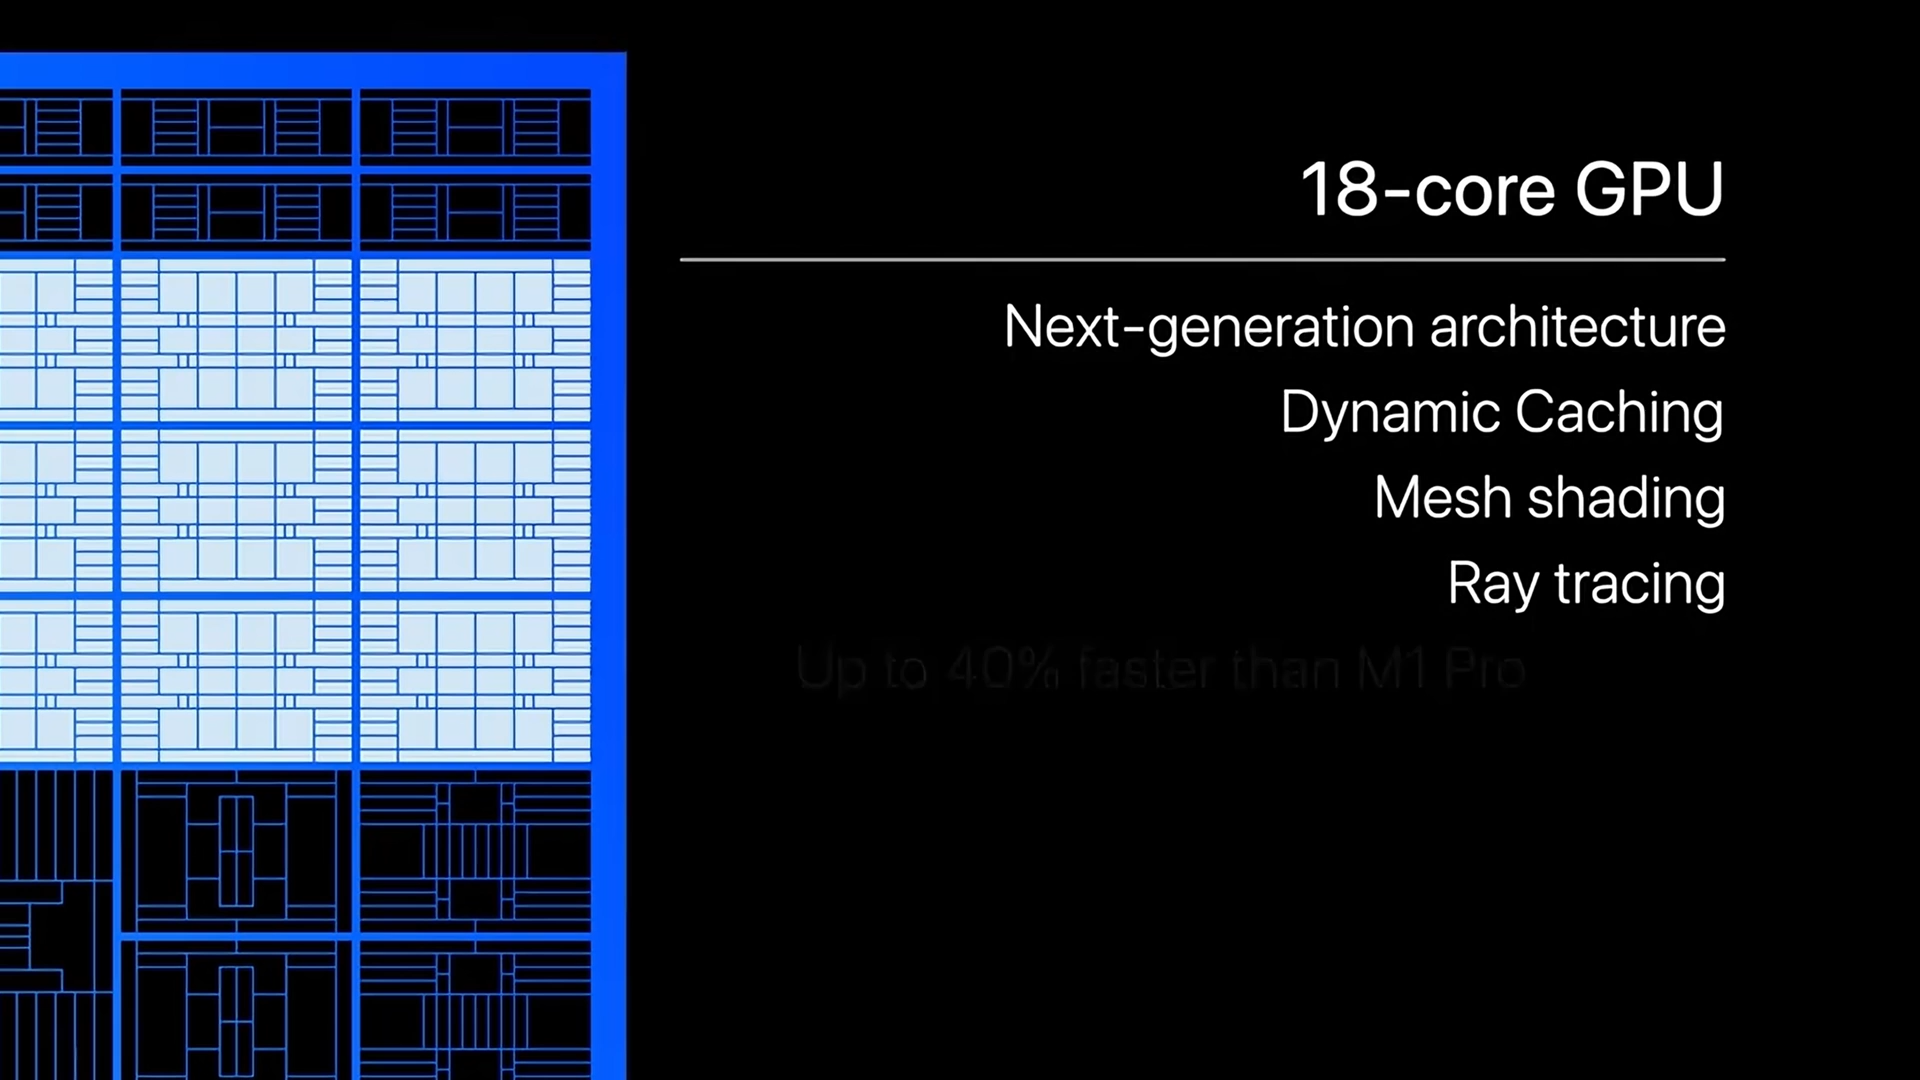 18-core GPU
Next-generation architecture
Dynamic Caching
Mesh shading
Ray tracing
Up to 40% faster than M1 Pro